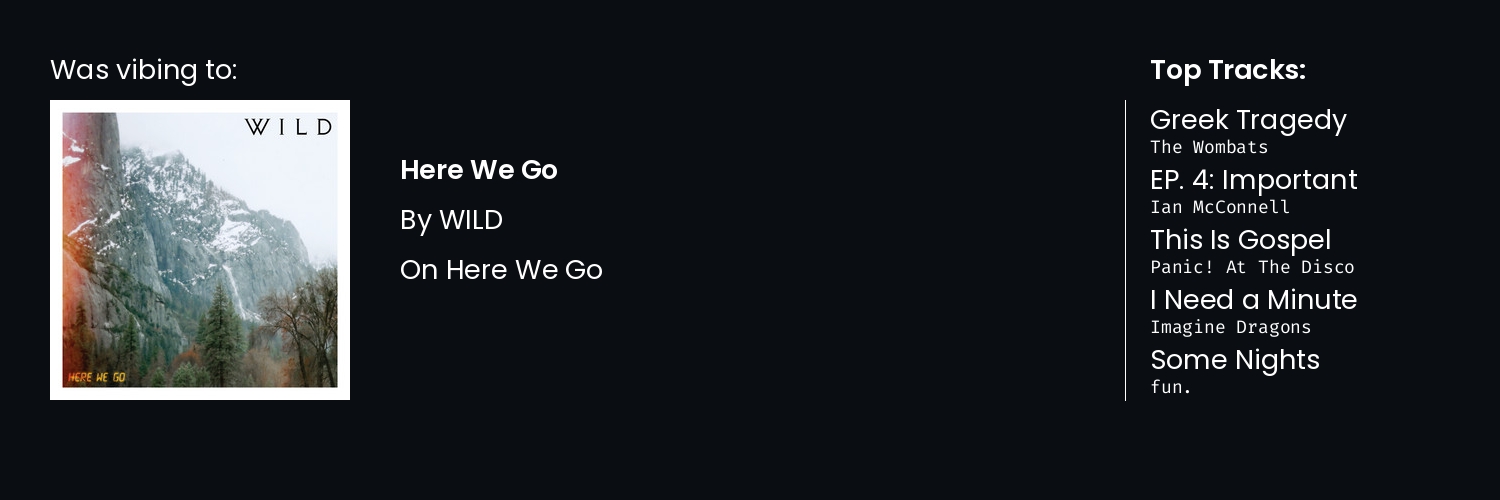 Was vibing to:
WILD
HERE WE GO
Here We Go
By WILD
On Here We Go
Top Tracks:
Greek Tragedy
The Wombats
EP. 4: Important
Ian McConnell
This Is Gospel
Panic! At The Disco
I Need a Minute
Imagine Dragons
Some Nights
fun.